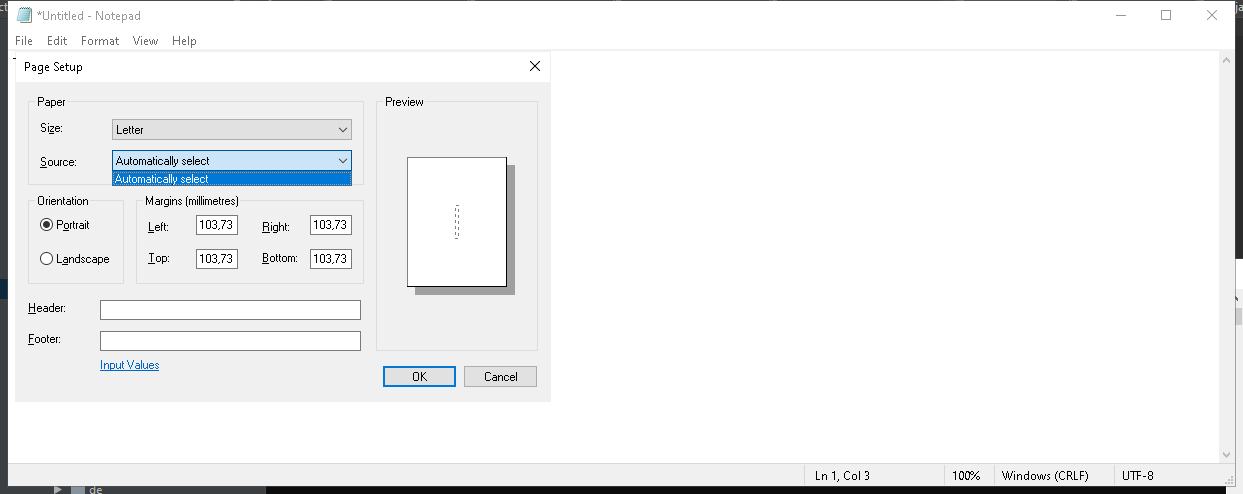 *Untitled - Notepad
File Edit Format View Help
Page Setup
Paper
Size: Letter
Source: Automatically select
Automatically select
Preview
Orientation
Portrait
Landscape
Margins (millimetres)
Left: 103,73 Right: 103,73
Top: 103,73 Bottom: 103,73
Header:
Footer:
Input Values
OK Cancel
Ln 1, Col 3 100% Windows (CRLF) UTF-8
de